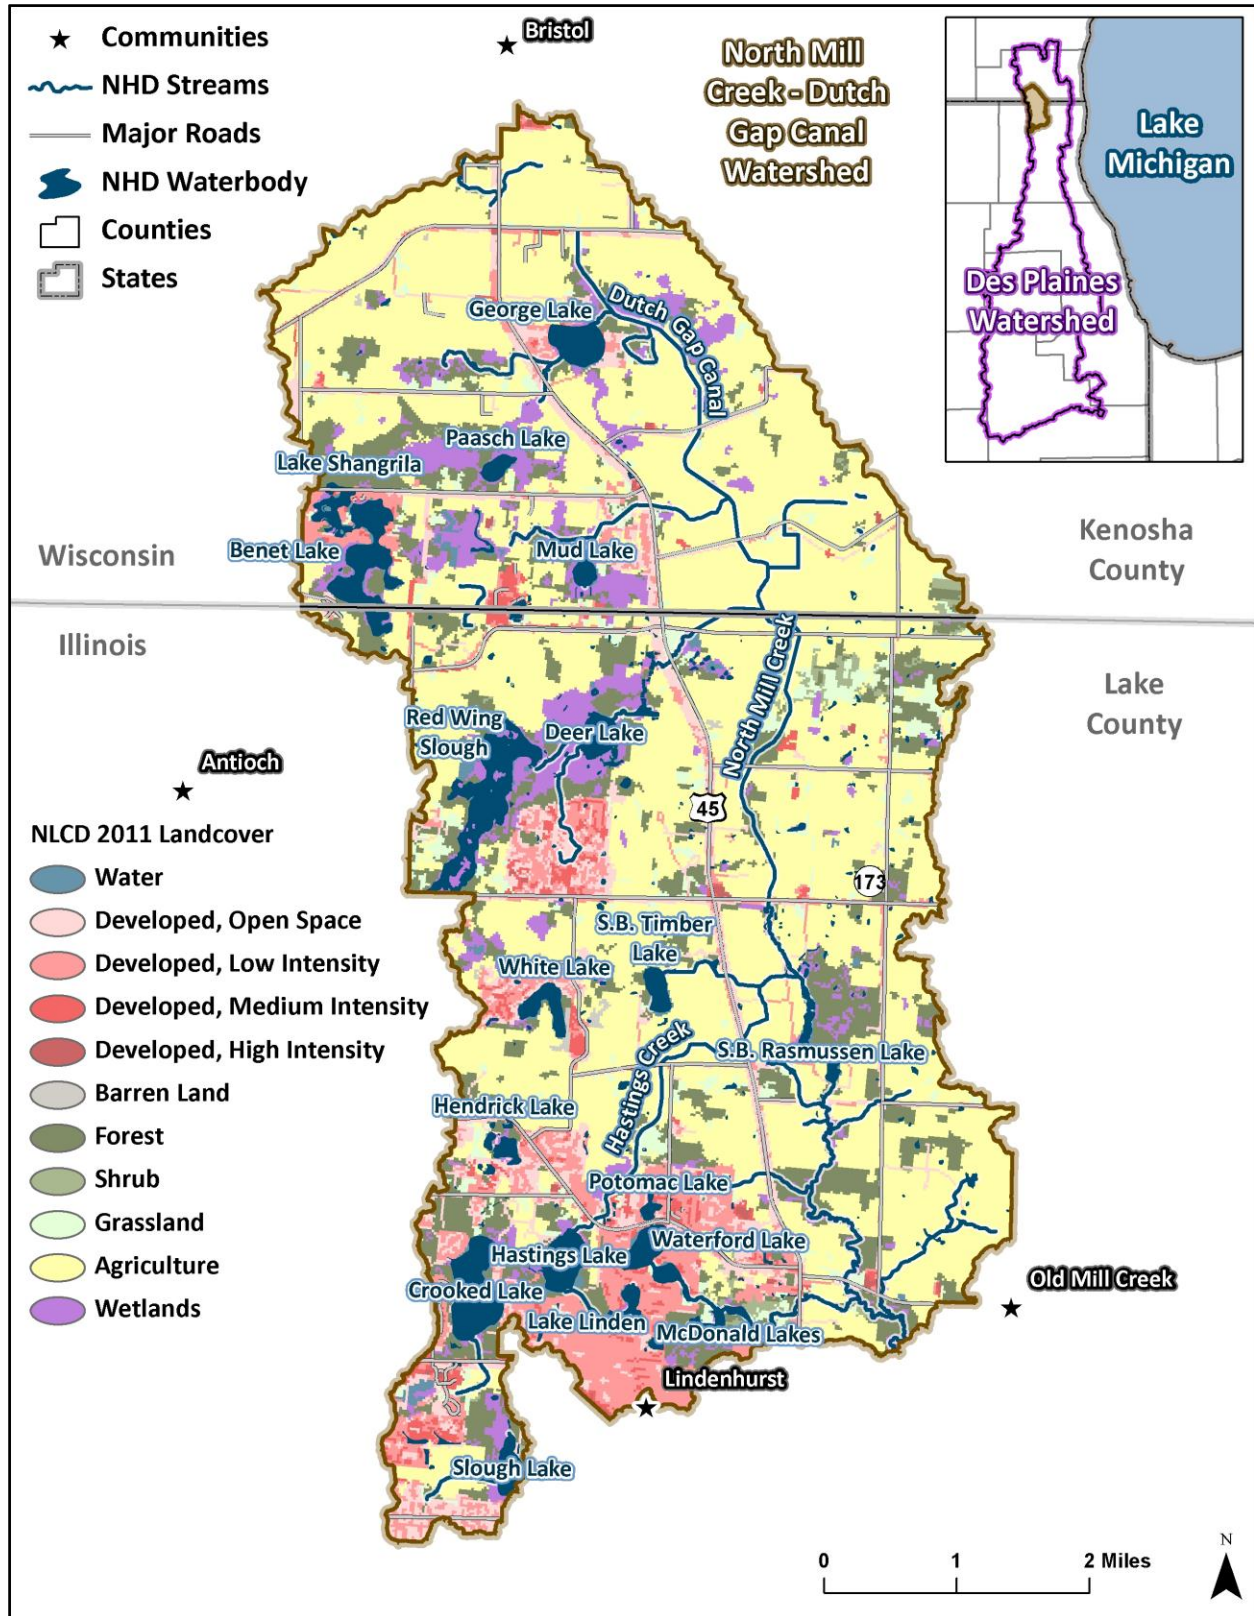 Communities
NHD Streams
Major Roads
NHD Waterbody
Counties
States
Bristol
North Mill
Creek - Dutch
Gap Canal
Watershed
Lake
Michigan
Des Plaines
Watershed
George Lake
Dutch Gap Canal
Paasch Lake
Lake Shangrila
Benet Lake
Mud Lake
Wisconsin
Kenosha
County
Illinois
Lake
County
North Mill Creek
Red Wing
Slough
Deer Lake
Antioch
45
173
NLCD 2011 Landcover
Water
Developed, Open Space
Developed, Low Intensity
Developed, Medium Intensity
Developed, High Intensity
Barren Land
Forest
Shrub
Grassland
Agriculture
Wetlands
S.B. Timber
Lake
White Lake
Hastings Creek
S.B. Rasmussen Lake
Hendrick Lake
Potomac Lake
Waterford Lake
Hastings Lake
Crooked Lake
Lake Linden
McDonald Lakes
Old Mill Creek
Lindenhurst
Slough Lake
N
0 1 2 Miles